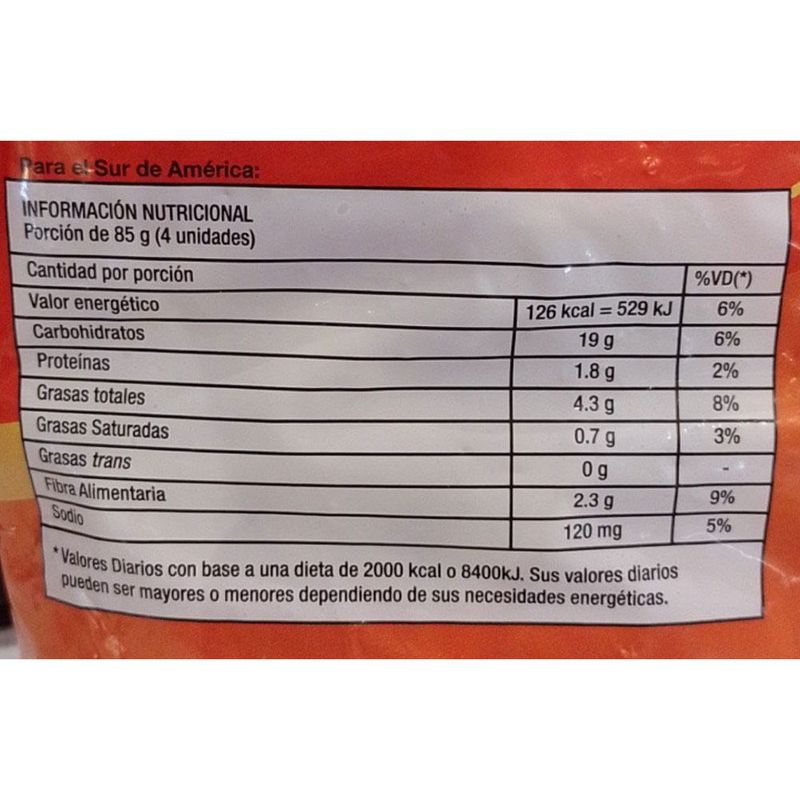 Para el Sur de América:
INFORMACIÓN NUTRICIONAL
Porción de 85 g (4 unidades)
Cantidad por porción %VD(*)
Valor energético 126 kcal = 529 kJ 6%
Carbohidratos 19 g 6%
Proteínas 1.8 g 2%
Grasas totales 4.3 g 8%
Grasas Saturadas 0.7 g 3%
Grasas trans 0 g -
Fibra Alimentaria 2.3 g 9%
Sodio 120 mg 5%
*Valores Diarios con base a una dieta de 2000 kcal o 8400kJ. Sus valores diarios
pueden ser mayores o menores dependiendo de sus necesidades energéticas.